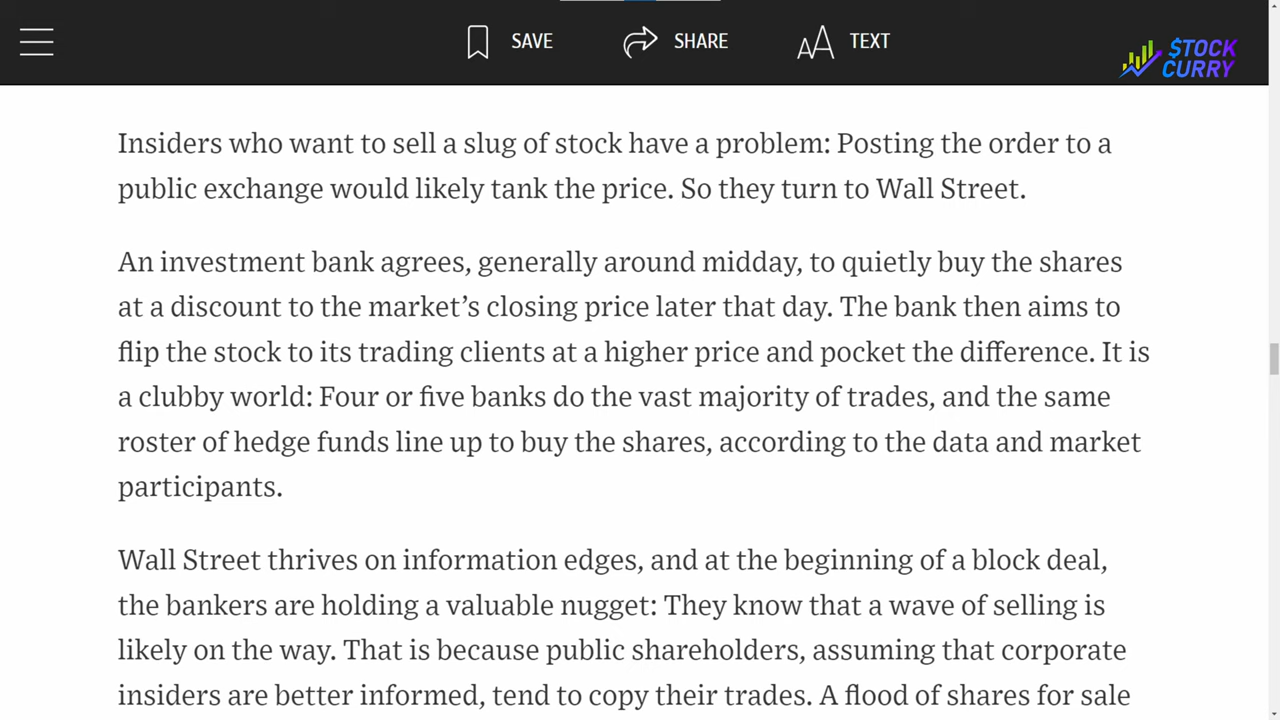 SAVE SHARE TEXT
$TOCK
CURRY
Insiders who want to sell a slug of stock have a problem: Posting the order to a
public exchange would likely tank the price. So they turn to Wall Street.
An investment bank agrees, generally around midday, to quietly buy the shares
at a discount to the market’s closing price later that day. The bank then aims to
flip the stock to its trading clients at a higher price and pocket the difference. It is
a clubby world: Four or five banks do the vast majority of trades, and the same
roster of hedge funds line up to buy the shares, according to the data and market
participants.
Wall Street thrives on information edges, and at the beginning of a block deal,
the bankers are holding a valuable nugget: They know that a wave of selling is
likely on the way. That is because public shareholders, assuming that corporate
insiders are better informed, tend to copy their trades. A flood of shares for sale